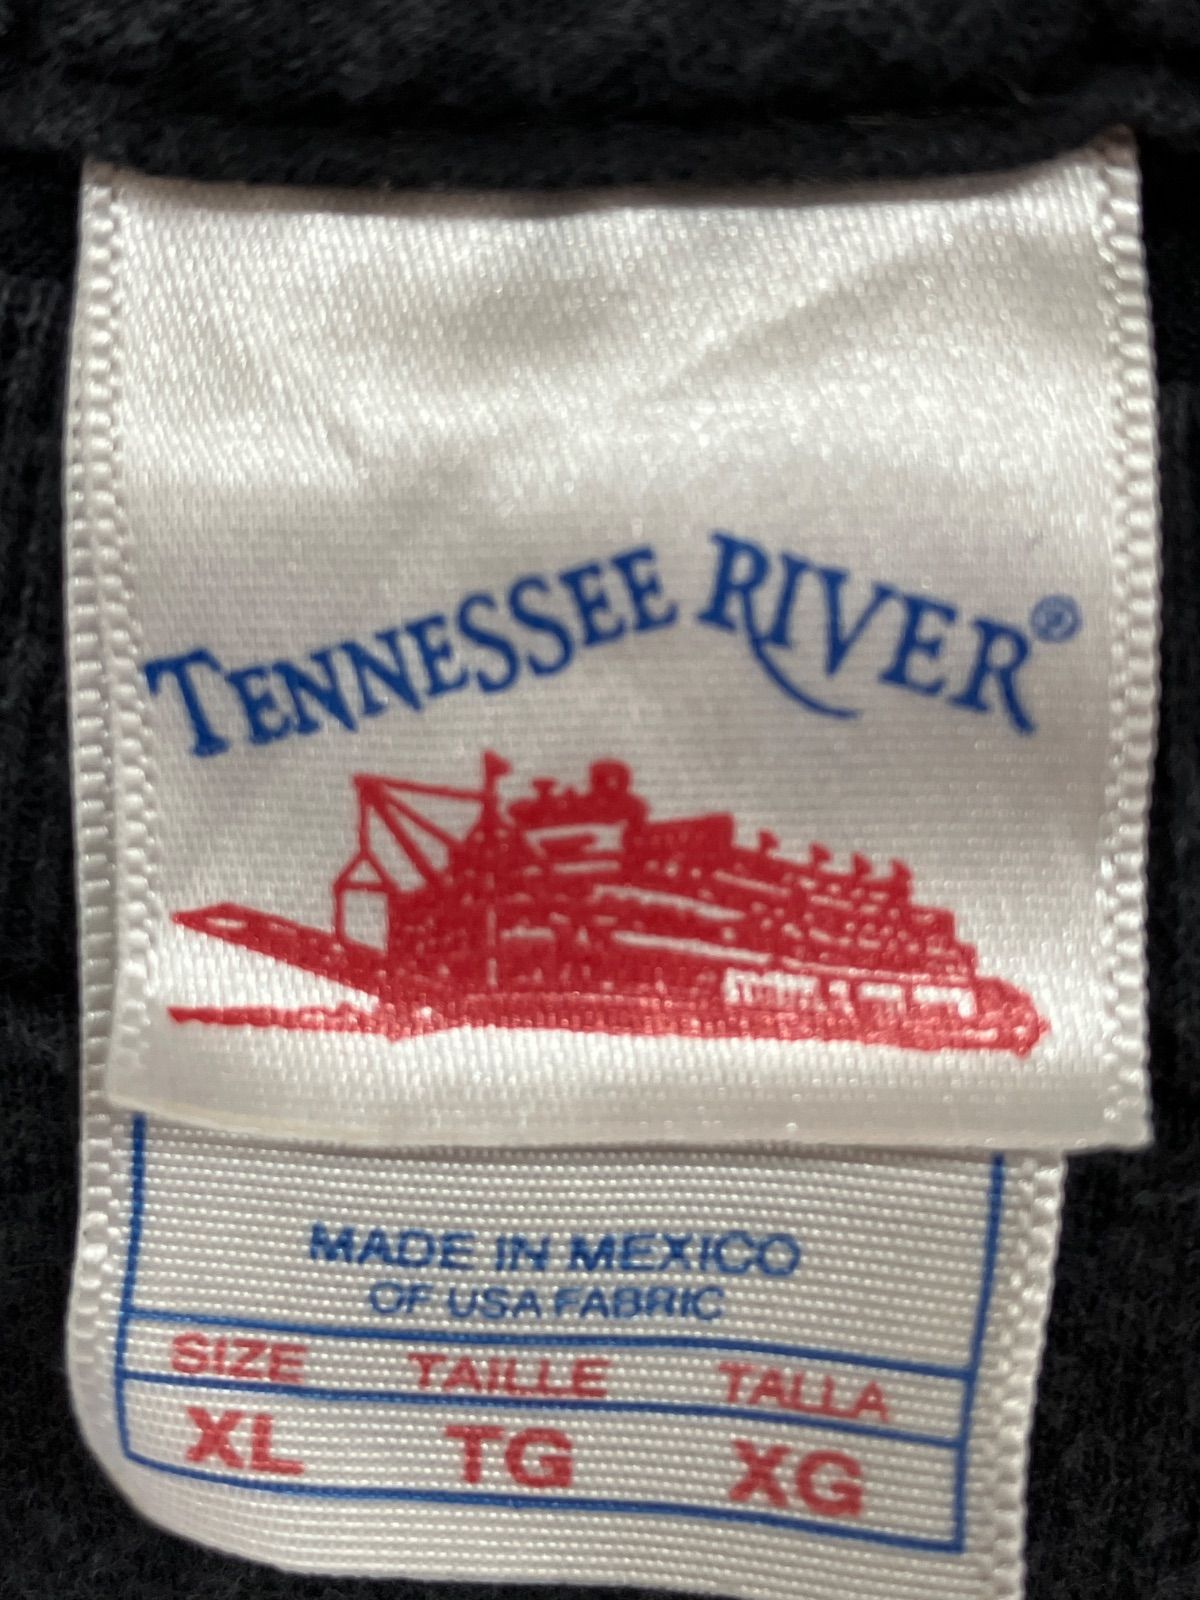 TENNESSEE RIVER®
MADE IN MEXICO
OF USA FABRIC
SIZE TAILLE TALLA
XL TG XG